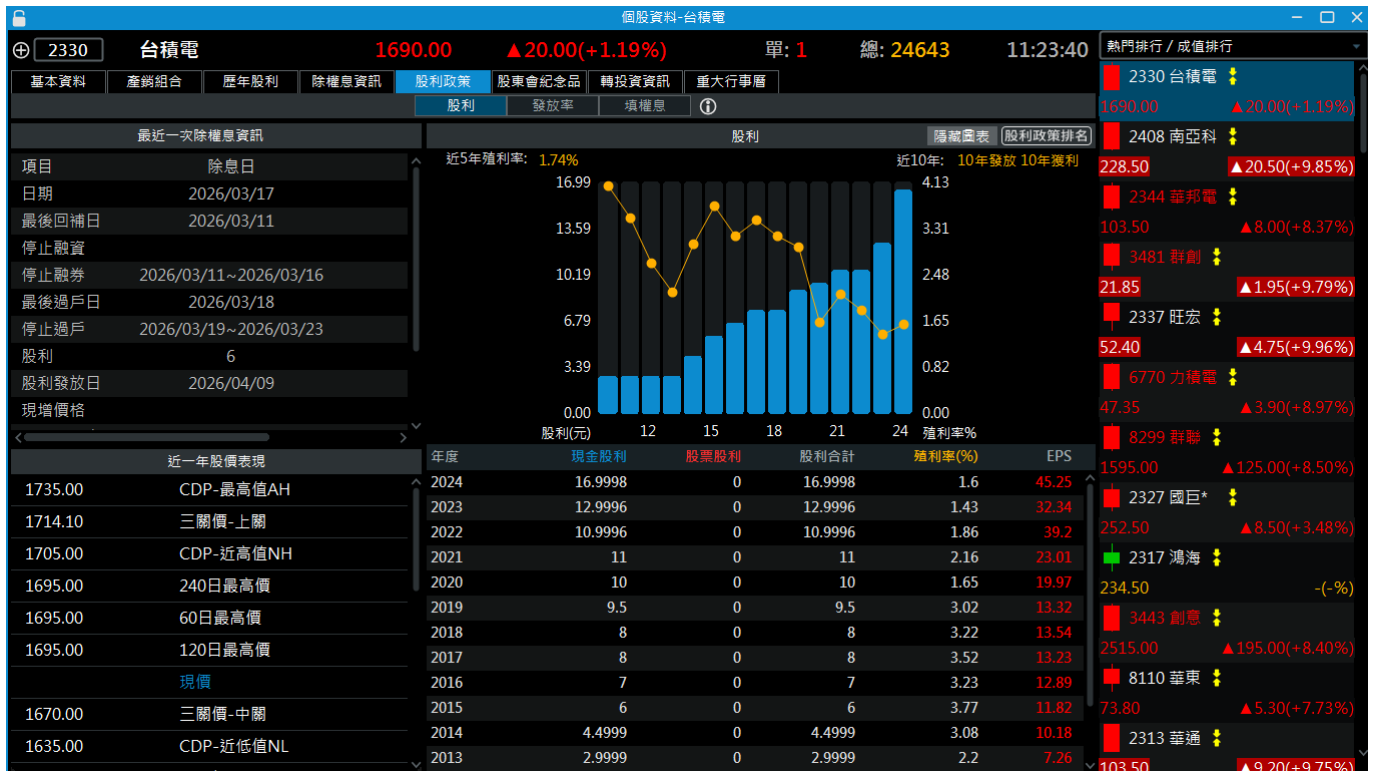 個股資料-台積電
2330 台積電 1690.00 ▲20.00(+1.19%) 單: 1 總: 24643 11:23:40
基本資料 產銷組合 歷年股利 除權息資訊 股利政策 股東會紀念品 轉投資資訊 重大行事曆
股利 發放率 填權息
最近一次除權息資訊
項目 除息日
日期 2026/03/17
最後回補日 2026/03/11
停止融資
停止融券 2026/03/11~2026/03/16
最後過戶日 2026/03/18
停止過戶 2026/03/19~2026/03/23
股利 6
股利發放日 2026/04/09
現增價格
近一年股價表現
1735.00 CDP-最高值AH
1714.10 三關價-上關
1705.00 CDP-近高值NH
1695.00 240日最高價
1695.00 60日最高價
1695.00 120日最高價
現價
1670.00 三關價-中關
1635.00 CDP-近低值NL
股利 隱藏圖表 股利政策排名
近5年殖利率: 1.74% 近10年: 10年發放 10年獲利
16.99 4.13
13.59 3.31
10.19 2.48
6.79 1.65
3.39 0.82
0.00 0.00
股利(元) 12 15 18 21 24 殖利率%
年度 現金股利 股票股利 股利合計 殖利率(%) EPS
2024 16.9998 0 16.9998 1.6 45.25
2023 12.9996 0 12.9996 1.43 32.34
2022 10.9996 0 10.9996 1.86 39.2
2021 11 0 11 2.16 23.01
2020 10 0 10 1.65 19.97
2019 9.5 0 9.5 3.02 13.32
2018 8 0 8 3.22 13.54
2017 8 0 8 3.52 13.23
2016 7 0 7 3.23 12.89
2015 6 0 6 3.77 11.82
2014 4.4999 0 4.4999 3.08 10.18
2013 2.9999 0 2.9999 2.2 7.26
熱門排行 / 成值排行
2330 台積電
1690.00 ▲20.00(+1.19%)
2408 南亞科
228.50 ▲20.50(+9.85%)
2344 華邦電
103.50 ▲8.00(+8.37%)
3481 群創
21.85 ▲1.95(+9.79%)
2337 旺宏
52.40 ▲4.75(+9.96%)
6770 力積電
47.35 ▲3.90(+8.97%)
8299 群聯
1595.00 ▲125.00(+8.50%)
2327 國巨*
252.50 ▲8.50(+3.48%)
2317 鴻海
234.50 -(-%)
3443 創意
2515.00 ▲195.00(+8.40%)
8110 華東
73.80 ▲5.30(+7.73%)
2313 華通
103.50 ▲9.20(+9.75%)